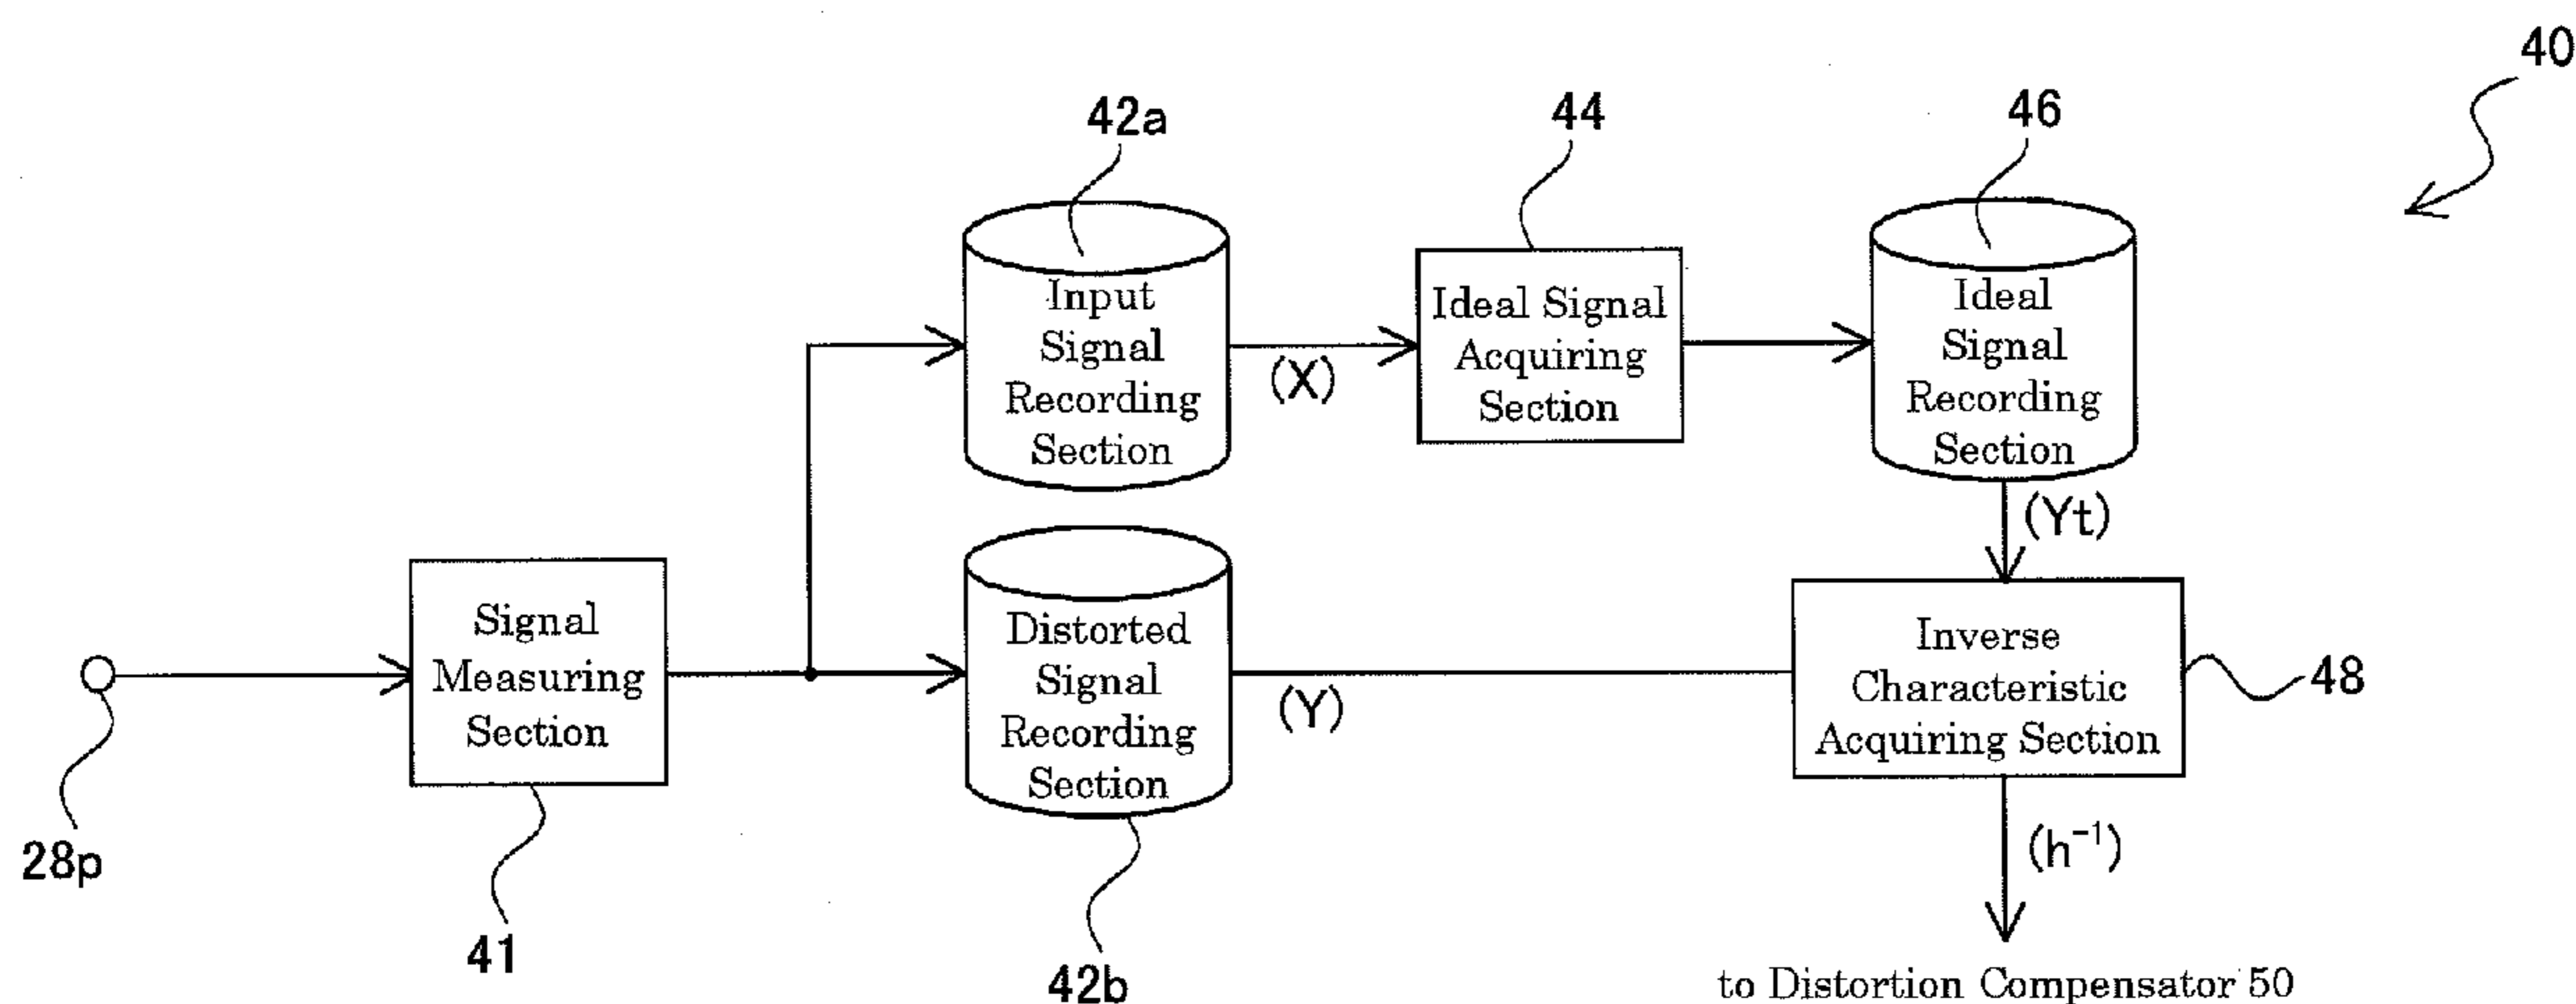 40
42a
44
46
Input
Signal
Recording
Section
(X)
Ideal Signal
Acquiring
Section
Ideal
Signal
Recording
Section
(Yt)
Signal
Measuring
Section
Distorted
Signal
Recording
Section
(Y)
Inverse
Characteristic
Acquiring Section
48
28p
41
42b
(h⁻¹)
to Distortion Compensator 50